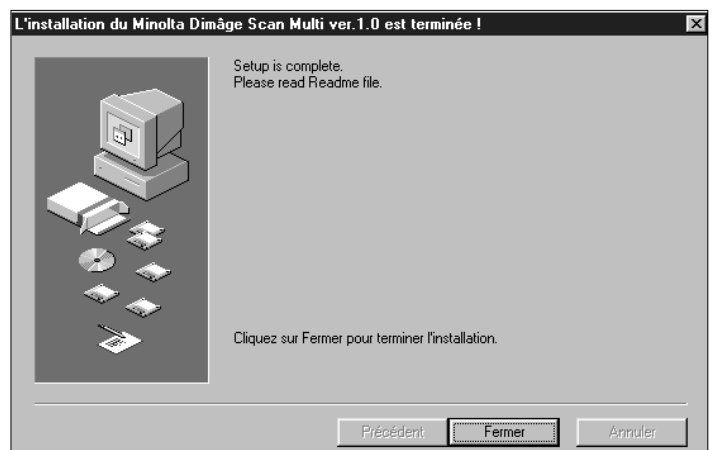 L'installation du Minolta Dimâge Scan Multi ver.1.0 est terminée !
Setup is complete.
Please read Readme file.
Cliquez sur Fermer pour terminer l'installation.
Précédent Fermer Annuler